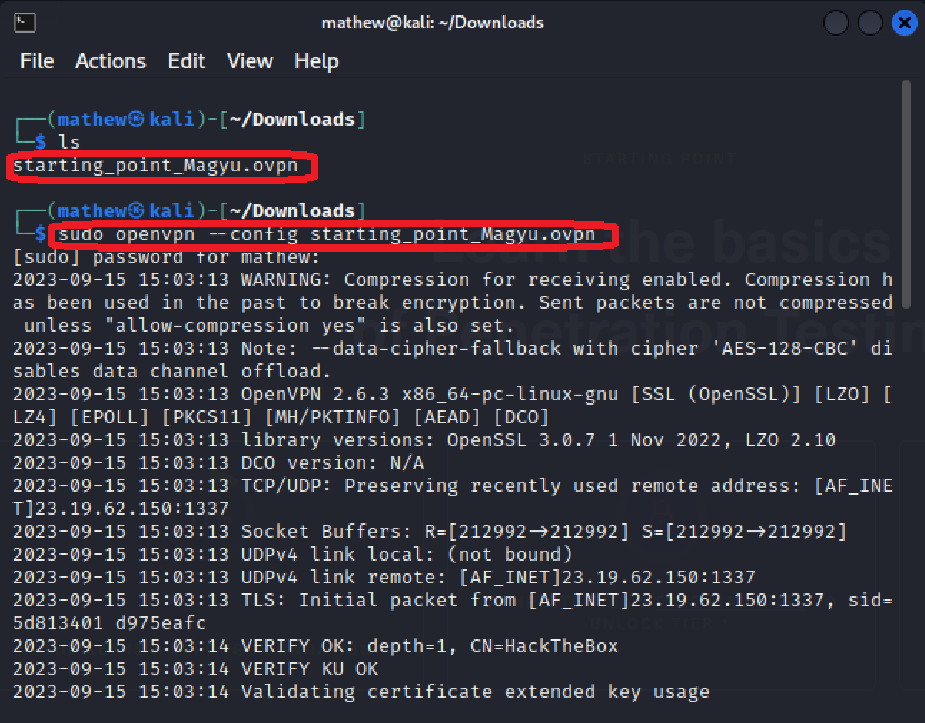 mathew@kali: ~/Downloads
File Actions Edit View Help
┌──(mathew㉿kali)-[~/Downloads]
└─$ ls
starting_point_Magyu.ovpn
┌──(mathew㉿kali)-[~/Downloads]
└─$ sudo openvpn --config starting_point_Magyu.ovpn
[sudo] password for mathew:
2023-09-15 15:03:13 WARNING: Compression for receiving enabled. Compression h
as been used in the past to break encryption. Sent packets are not compressed
unless "allow-compression yes" is also set.
2023-09-15 15:03:13 Note: --data-cipher-fallback with cipher 'AES-128-CBC' di
sables data channel offload.
2023-09-15 15:03:13 OpenVPN 2.6.3 x86_64-pc-linux-gnu [SSL (OpenSSL)] [LZO] [
LZ4] [EPOLL] [PKCS11] [MH/PKTINFO] [AEAD] [DCO]
2023-09-15 15:03:13 library versions: OpenSSL 3.0.7 1 Nov 2022, LZO 2.10
2023-09-15 15:03:13 DCO version: N/A
2023-09-15 15:03:13 TCP/UDP: Preserving recently used remote address: [AF_INE
T]23.19.62.150:1337
2023-09-15 15:03:13 Socket Buffers: R=[212992→212992] S=[212992→212992]
2023-09-15 15:03:13 UDPv4 link local: (not bound)
2023-09-15 15:03:13 UDPv4 link remote: [AF_INET]23.19.62.150:1337
2023-09-15 15:03:13 TLS: Initial packet from [AF_INET]23.19.62.150:1337, sid=
5d813401 d975eafc
2023-09-15 15:03:14 VERIFY OK: depth=1, CN=HackTheBox
2023-09-15 15:03:14 VERIFY KU OK
2023-09-15 15:03:14 Validating certificate extended key usage
STARTING POINT
the basics